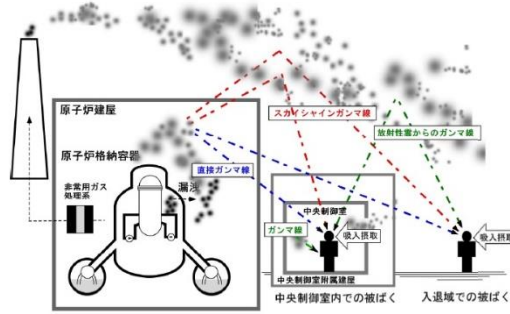 原子炉建屋
スカイシャインガンマ線
放射性雲からのガンマ線
原子炉格納容器
直接ガンマ線
非常用ガス
処理系
漏洩
中央制御室
ガンマ線
吸入摂取
吸入摂取
中央制御室附属建屋
中央制御室内での被ばく
入退域での被ばく